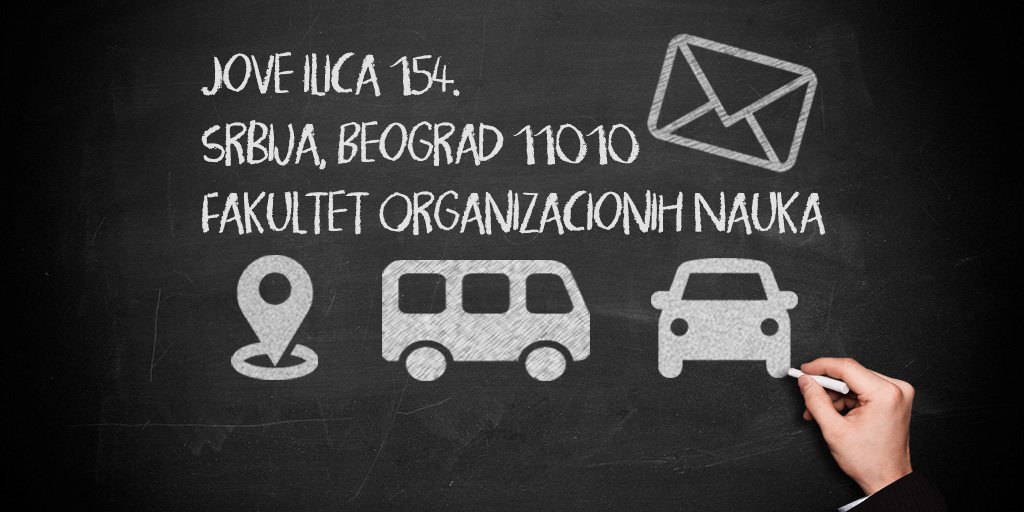 JOVE ILICA 154.
SRBIJA, BEOGRAD 11010
FAKULTET ORGANIZACIONIH NAUKA